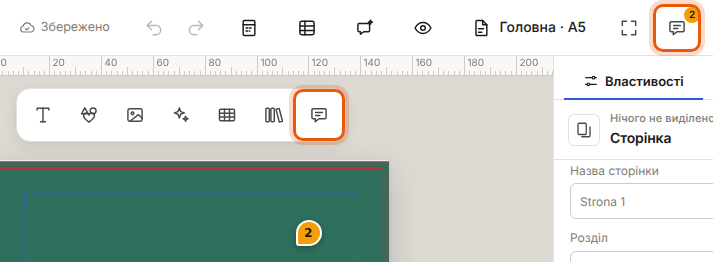 Збережено
Головна · A5
2
0 20 40 60 80 100 120 140 160 180 200
Властивості
Нічого не виділено
Сторінка
Назва сторінки
Strona 1
Розділ
2